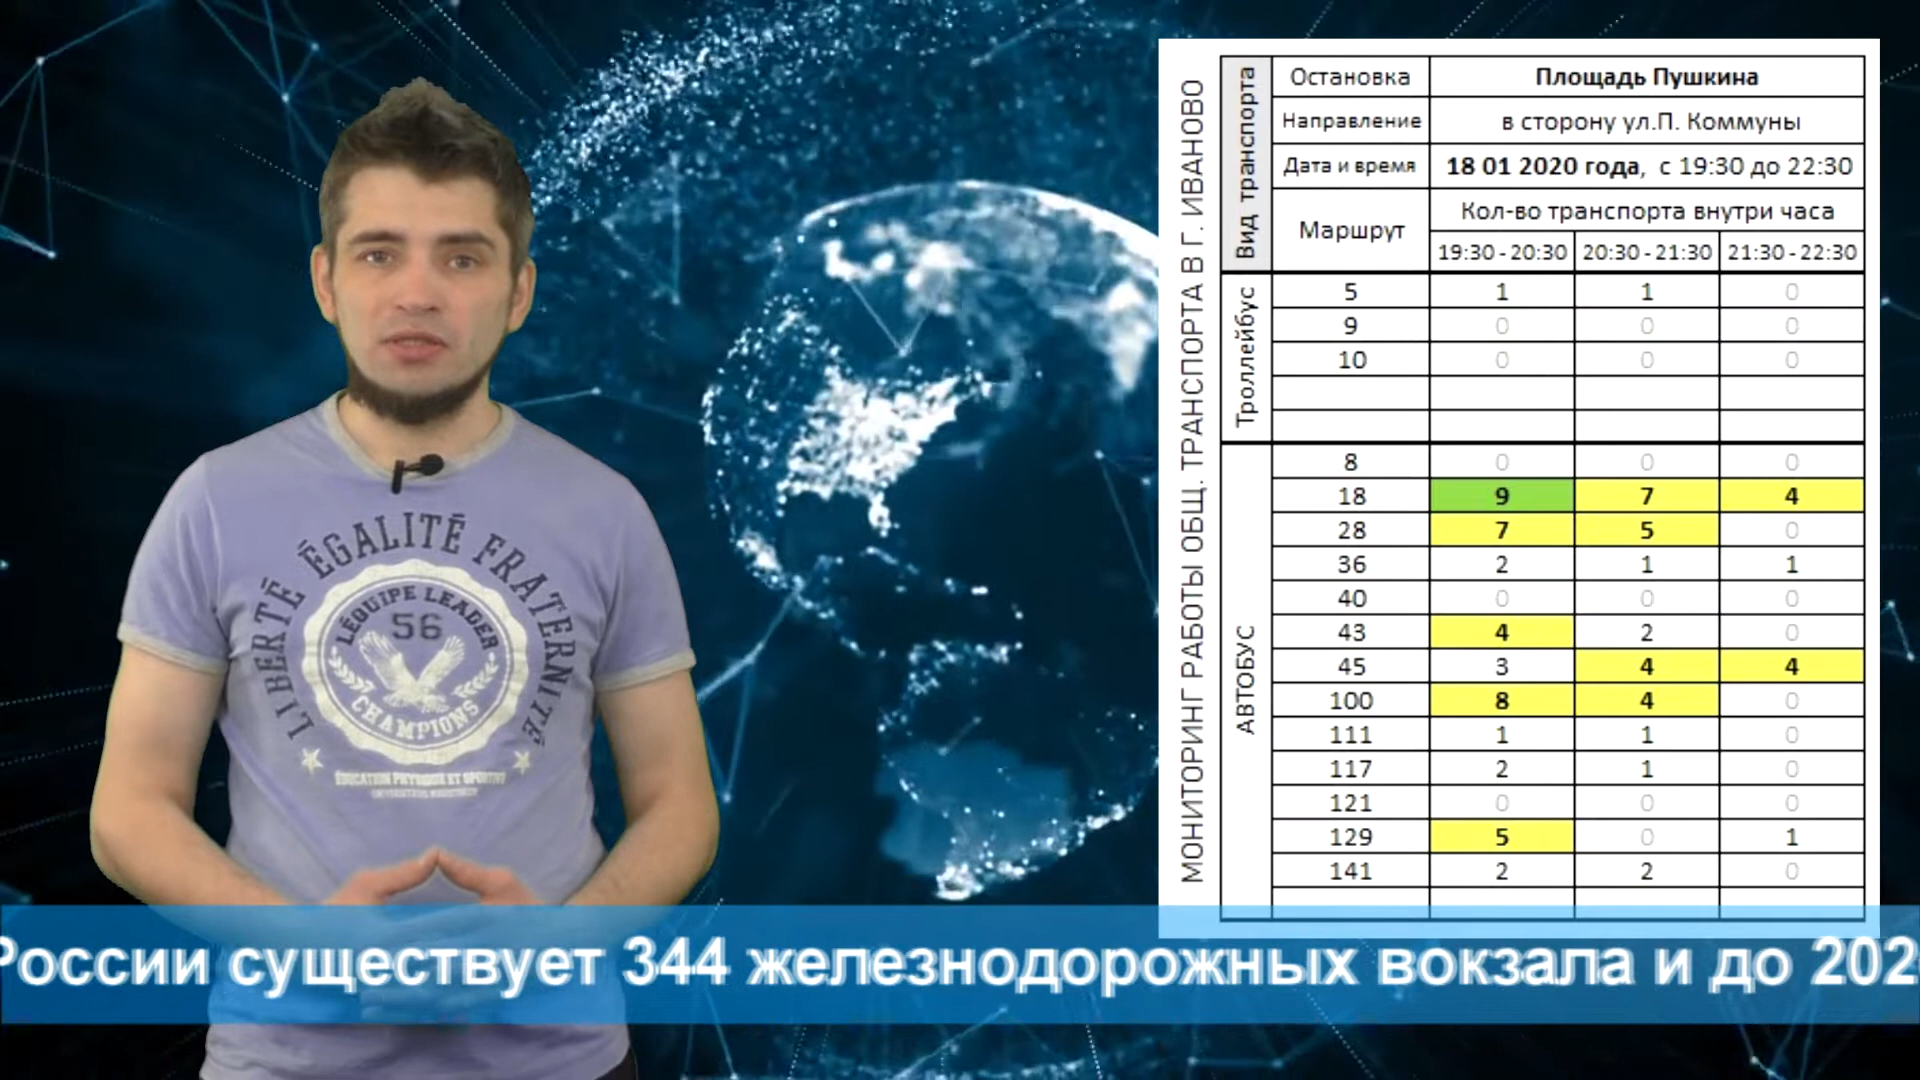 МОНИТОРИНГ РАБОТЫ ОБЩ. ТРАНСПОРТА В Г. ИВАНОВО
Вид транспорта
Остановка Площадь Пушкина
Направление в сторону ул.П. Коммуны
Дата и время 18 01 2020 года, с 19:30 до 22:30
Маршрут Кол-во транспорта внутри часа
19:30 - 20:30 20:30 - 21:30 21:30 - 22:30
Троллейбус
5 1 1 0
9 0 0 0
10 0 0 0
АВТОБУС
8 0 0 0
18 9 7 4
28 7 5 0
36 2 1 1
40 0 0 0
43 4 2 0
45 3 4 4
100 8 4 0
111 1 1 0
117 2 1 0
121 0 0 0
129 5 0 1
141 2 2 0
LIBERTÉ ÉGALITÉ FRATERNITÉ
L'ÉQUIPE LEADER
56
CHAMPIONS
ÉDUCATION PHYSIQUE ET SPORTIVE
России существует 344 железнодорожных вокзала и до 202